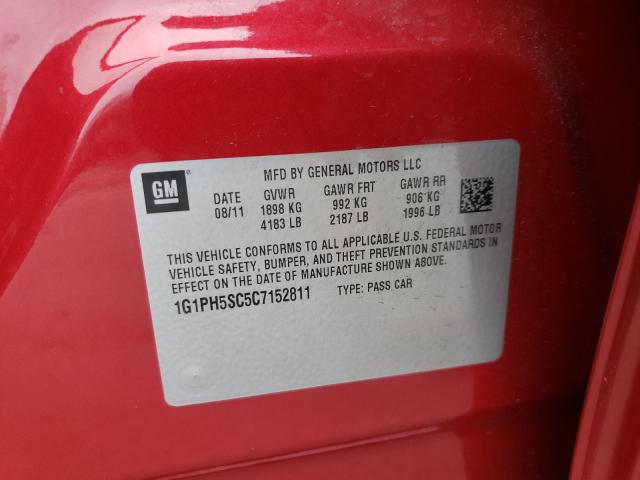 GM
MFD BY GENERAL MOTORS LLC
DATE GVWR GAWR FRT GAWR RR
08/11 1898 KG 992 KG 906 KG
4183 LB 2187 LB 1996 LB
THIS VEHICLE CONFORMS TO ALL APPLICABLE U.S. FEDERAL MOTOR
VEHICLE SAFETY, BUMPER, AND THEFT PREVENTION STANDARDS IN
EFFECT ON THE DATE OF MANUFACTURE SHOWN ABOVE.
1G1PH5SC5C7152811 TYPE: PASS CAR